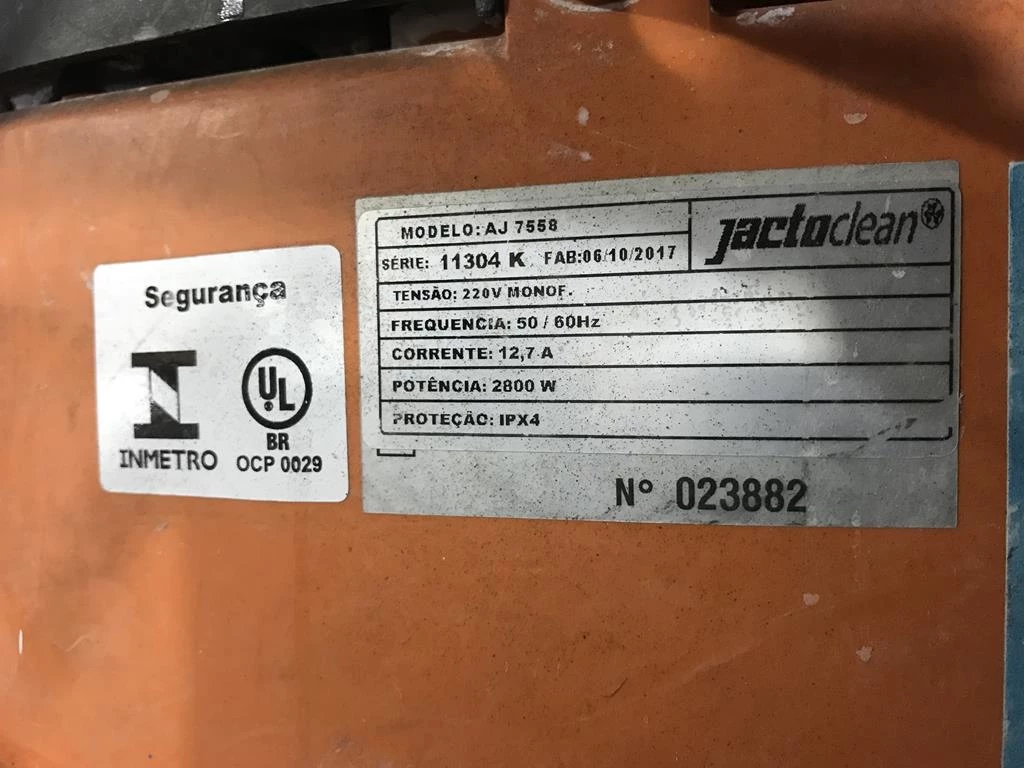 Segurança
INMETRO
UL
BR
OCP 0029
MODELO: AJ 7558
SÉRIE: 11304 K FAB:06/10/2017
jactoclean
TENSÃO: 220V MONOF.
FREQUENCIA: 50 / 60Hz
CORRENTE: 12,7 A
POTÊNCIA: 2800 W
PROTEÇÃO: IPX4
Nº 023882